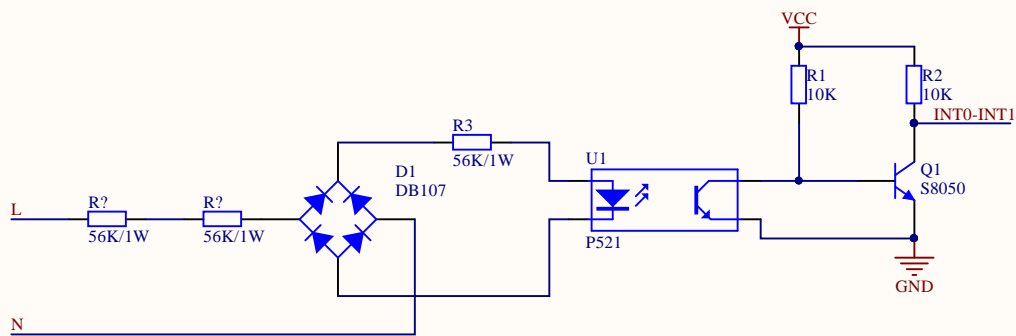 VCC
R1
10K
R2
10K
INT0-INT1
R3
56K/1W
D1
DB107
U1
P521
Q1
S8050
L
R?
56K/1W
R?
56K/1W
GND
N